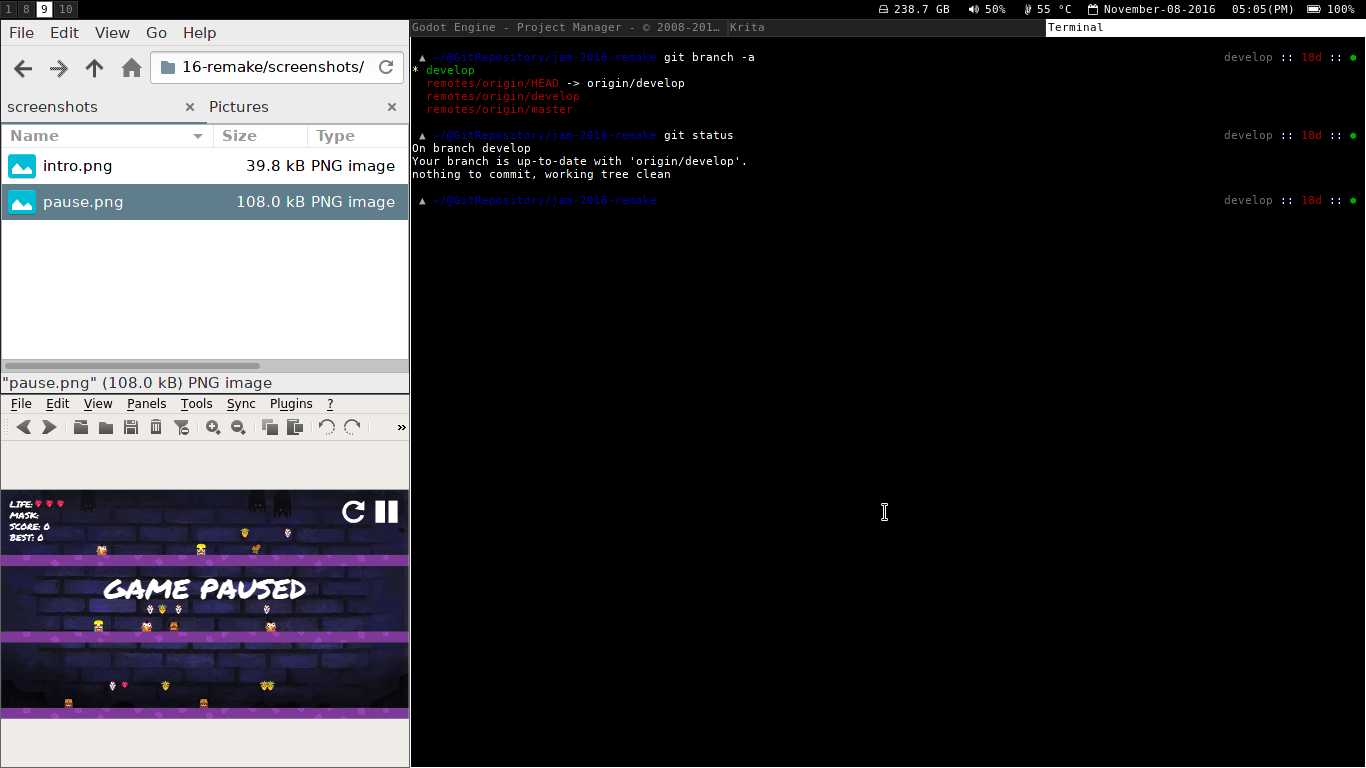 1 8 9 10
238.7 GB 50% 55 °C November-08-2016 05:05(PM) 100%
File Edit View Go Help
16-remake/screenshots/
screenshots Pictures
Name Size Type
intro.png 39.8 kB PNG image
pause.png 108.0 kB PNG image
"pause.png" (108.0 kB) PNG image
File Edit View Panels Tools Sync Plugins ?
»
LIFE:
MASK:
SCORE: 0
BEST: 0
GAME PAUSED
Godot Engine - Project Manager - © 2008-201… Krita Terminal
▲ ~/@GitRepository/jam-2016-remake git branch -a develop :: 18d :: ●
* develop
remotes/origin/HEAD -> origin/develop
remotes/origin/develop
remotes/origin/master
▲ ~/@GitRepository/jam-2016-remake git status develop :: 18d :: ●
On branch develop
Your branch is up-to-date with 'origin/develop'.
nothing to commit, working tree clean
▲ ~/@GitRepository/jam-2016-remake develop :: 18d :: ●